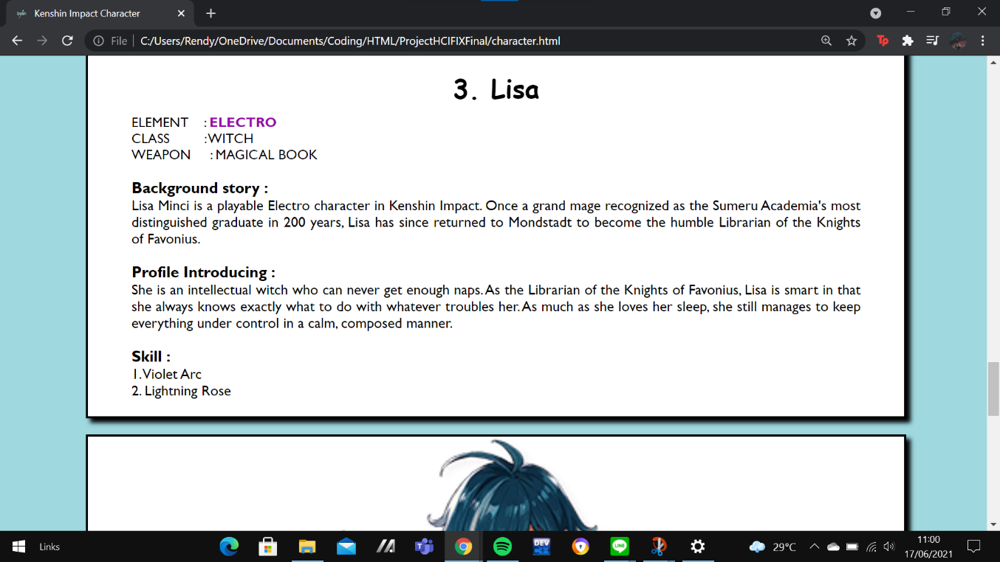 Kenshin Impact Character
File
C:/Users/Rendy/OneDrive/Documents/Coding/HTML/ProjectHCIFIXFinal/character.html
3. Lisa
ELEMENT : ELECTRO
CLASS :WITCH
WEAPON : MAGICAL BOOK
Background story :
Lisa Minci is a playable Electro character in Kenshin Impact. Once a grand mage recognized as the Sumeru Academia's most
distinguished graduate in 200 years, Lisa has since returned to Mondstadt to become the humble Librarian of the Knights
of Favonius.
Profile Introducing :
She is an intellectual witch who can never get enough naps. As the Librarian of the Knights of Favonius, Lisa is smart in that
she always knows exactly what to do with whatever troubles her. As much as she loves her sleep, she still manages to keep
everything under control in a calm, composed manner.
Skill :
1. Violet Arc
2. Lightning Rose
Links
DEV
LINE
29°C
11:00
17/06/2021